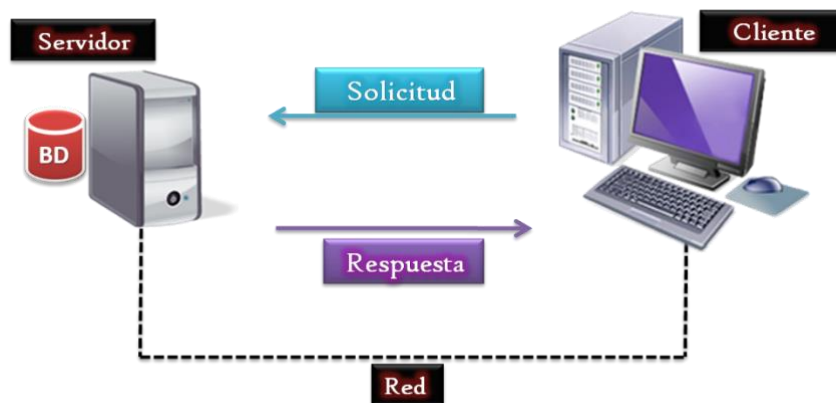 Servidor
Cliente
Solicitud
BD
Respuesta
Red